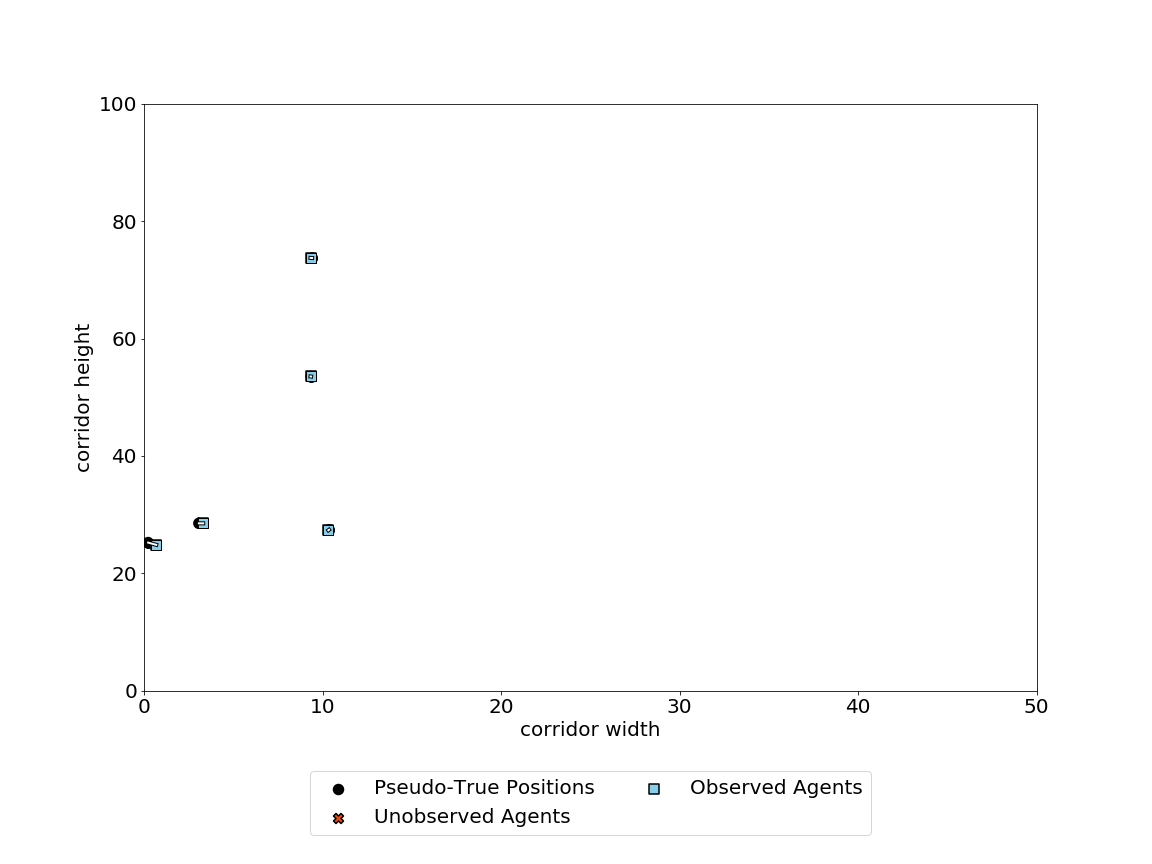 100
80
60
40
20
0
0 10 20 30 40 50
corridor height
corridor width
Pseudo-True Positions Observed Agents
Unobserved Agents